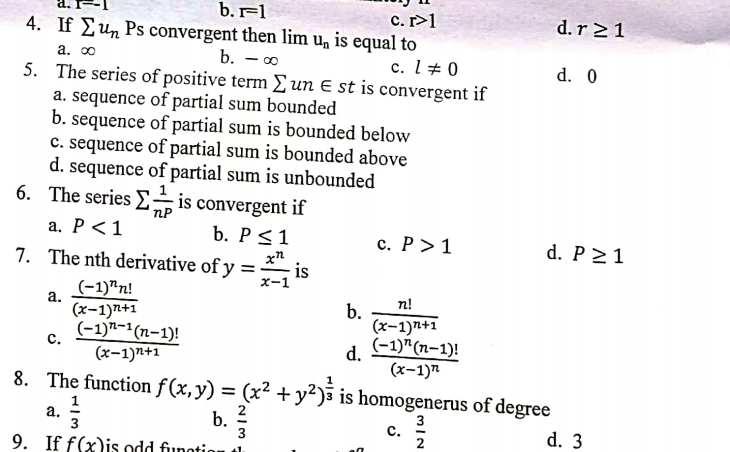 b. r=1 c. r>1 d. r ≥ 1
4. If ∑uₙ Ps convergent then lim uₙ is equal to
a. ∞ b. − ∞ c. l ≠ 0 d. 0
5. The series of positive term ∑ un ∈ st is convergent if
a. sequence of partial sum bounded
b. sequence of partial sum is bounded below
c. sequence of partial sum is bounded above
d. sequence of partial sum is unbounded
6. The series ∑ 1/nᴾ is convergent if
a. P < 1 b. P ≤ 1 c. P > 1 d. P ≥ 1
7. The nth derivative of y = xⁿ/(x−1) is
a. (−1)ⁿn!/(x−1)ⁿ⁺¹ b. n!/(x−1)ⁿ⁺¹
c. (−1)ⁿ⁻¹(n−1)!/(x−1)ⁿ⁺¹ d. (−1)ⁿ(n−1)!/(x−1)ⁿ
8. The function f(x, y) = (x² + y²)^(1/3) is homogenerus of degree
a. 1/3 b. 2/3 c. 3/2 d. 3
9. If f(x)is odd function